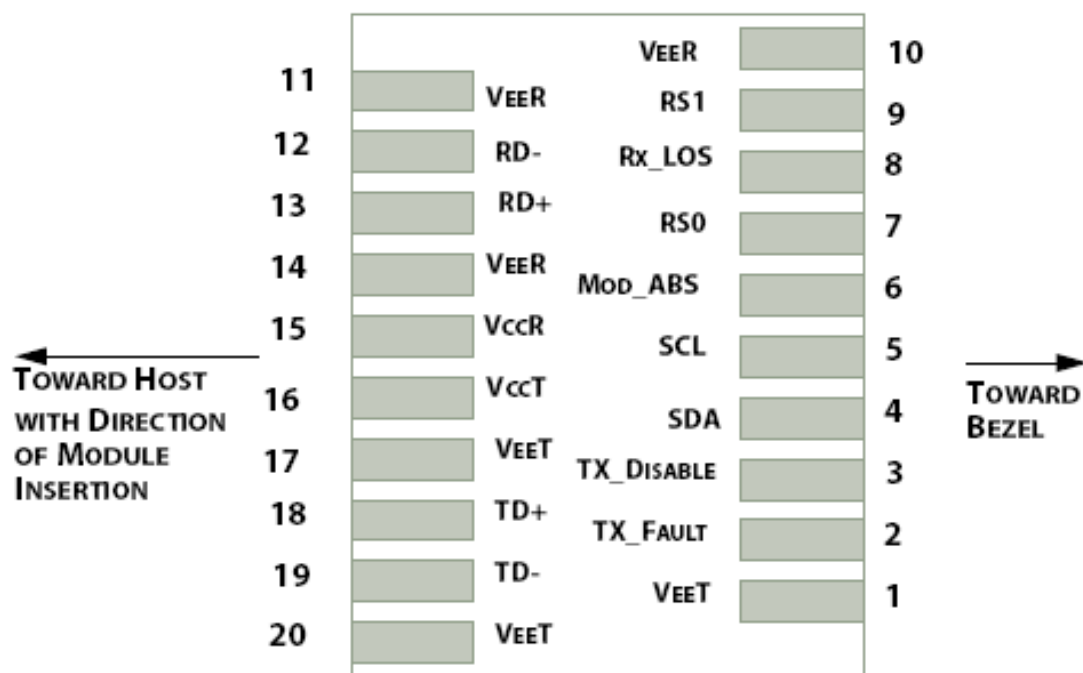 VEER 10
11 VEER
RS1 9
12 RD-
Rx_LOS 8
13 RD+
RS0 7
14 VEER
MOD_ABS 6
15 VCCR
SCL 5
16 VCCT
SDA 4
17 VEET
TX_DISABLE 3
18 TD+
TX_FAULT 2
19 TD-
VEET 1
20 VEET
TOWARD HOST
WITH DIRECTION
OF MODULE
INSERTION
TOWARD
BEZEL